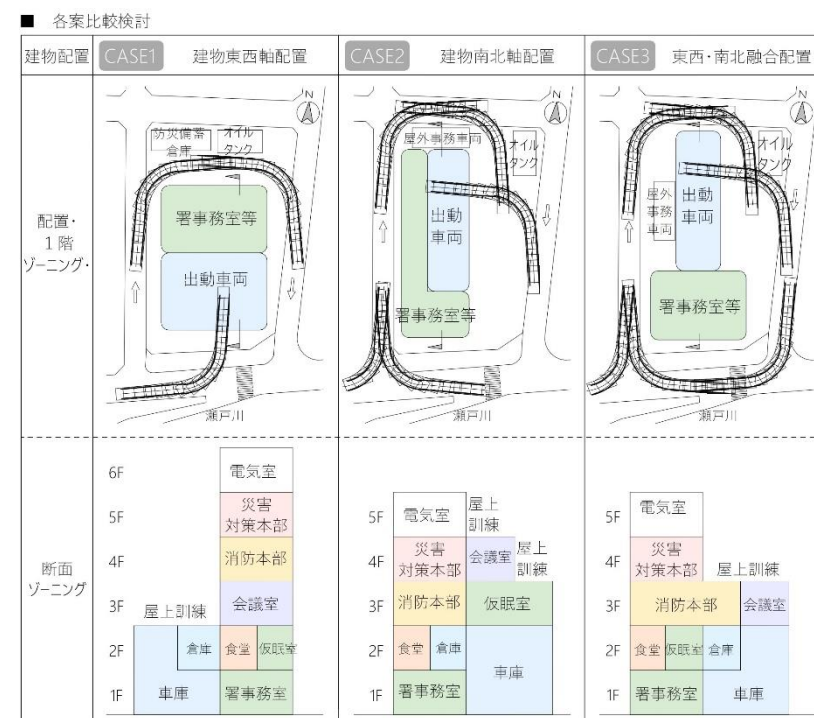 ■ 各案比較検討
建物配置
CASE1 建物東西軸配置
CASE2 建物南北軸配置
CASE3 東西・南北融合配置
配置・
1階
ゾーニング・
N
防災備蓄
倉庫
オイル
タンク
署事務室等
出動車両
瀬戸川
N
屋外事務車両
オイル
タンク
出動
車両
署事務室等
瀬戸川
N
オイル
タンク
屋外
事務
車両
出動
車両
署事務室等
瀬戸川
断面
ゾーニング
6F
電気室
5F
災害
対策本部
4F
消防本部
3F
屋上訓練
会議室
2F
倉庫
食堂
仮眠室
1F
車庫
署事務室
5F
電気室
屋上
訓練
4F
災害
対策本部
会議室
屋上
訓練
3F
消防本部
仮眠室
2F
食堂
倉庫
車庫
1F
署事務室
5F
電気室
4F
災害
対策本部
屋上訓練
3F
消防本部
会議室
2F
食堂
仮眠室
倉庫
1F
署事務室
車庫